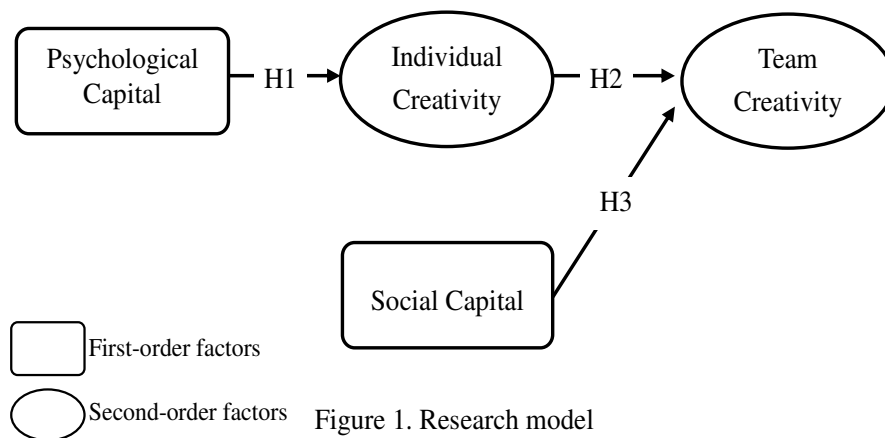 Psychological
Capital
H1
Individual
Creativity
H2
Team
Creativity
H3
Social Capital
First-order factors
Second-order factors
Figure 1. Research model